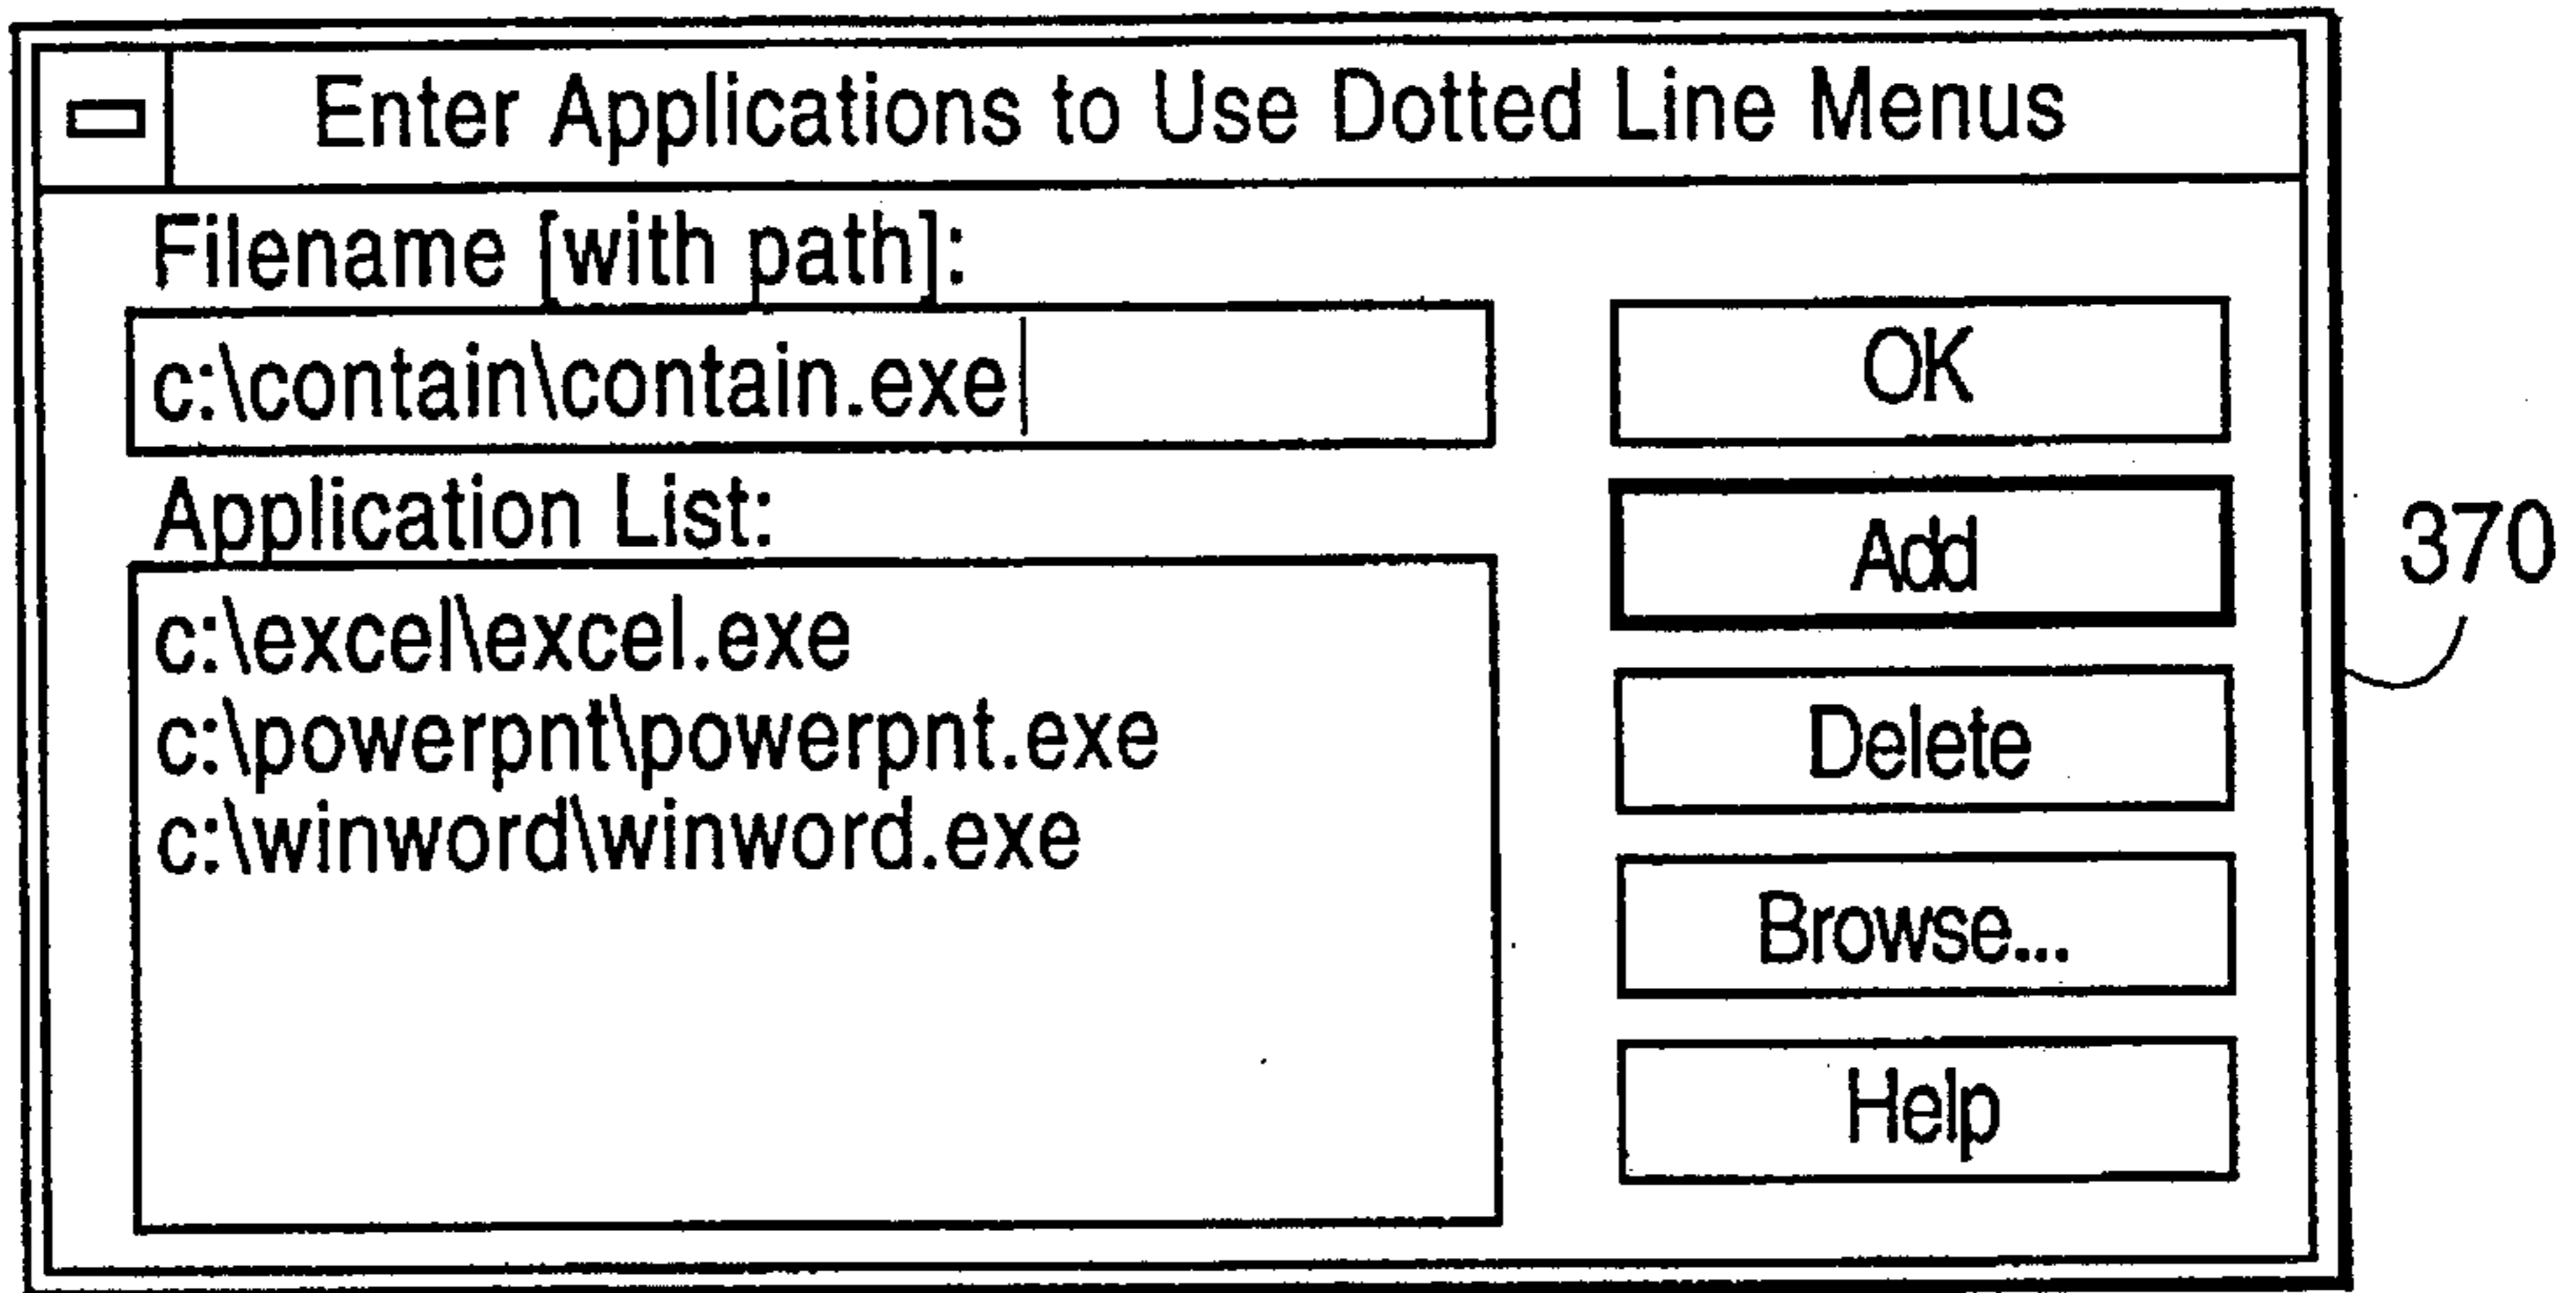 Enter Applications to Use Dotted Line Menus
Filename [with path]:
c:\contain\contain.exe
Application List:
c:\excel\excel.exe
c:\powerpnt\powerpnt.exe
c:\winword\winword.exe
OK
Add
Delete
Browse...
Help
370